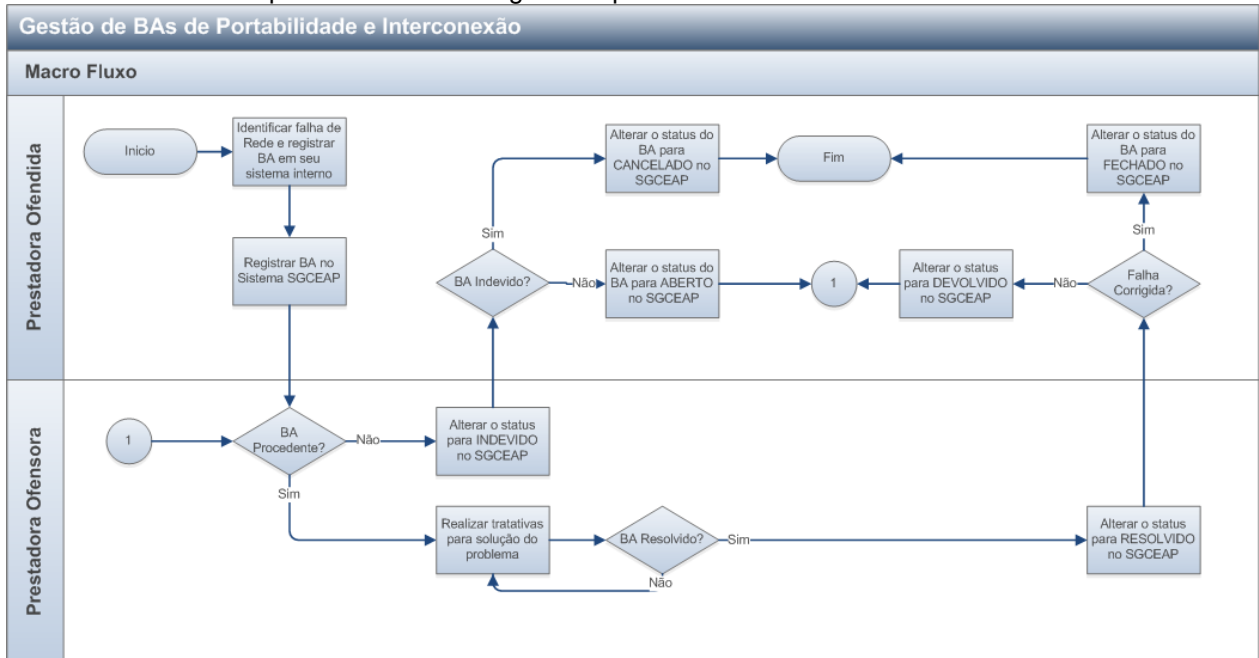 Gestão de BAs de Portabilidade e Interconexão
Macro Fluxo
Prestadora Ofendida
Inicio
Identificar falha de
Rede e registrar
BA em seu
sistema interno
Registrar BA no
Sistema SGCEAP
Alterar o status do
BA para
CANCELADO no
SGCEAP
Fim
Alterar o status do
BA para
FECHADO no
SGCEAP
Sim
Sim
BA Indevido?
Não
Alterar o status do
BA para ABERTO
no SGCEAP
1
Alterar o status
para DEVOLVIDO
no SGCEAP
Não
Falha
Corrigida?
Prestadora Ofensora
1
BA
Procedente?
Não
Alterar o status
para INDEVIDO
no SGCEAP
Sim
Realizar tratativas
para solução do
problema
BA Resolvido?
Sim
Não
Alterar o status
para RESOLVIDO
no SGCEAP